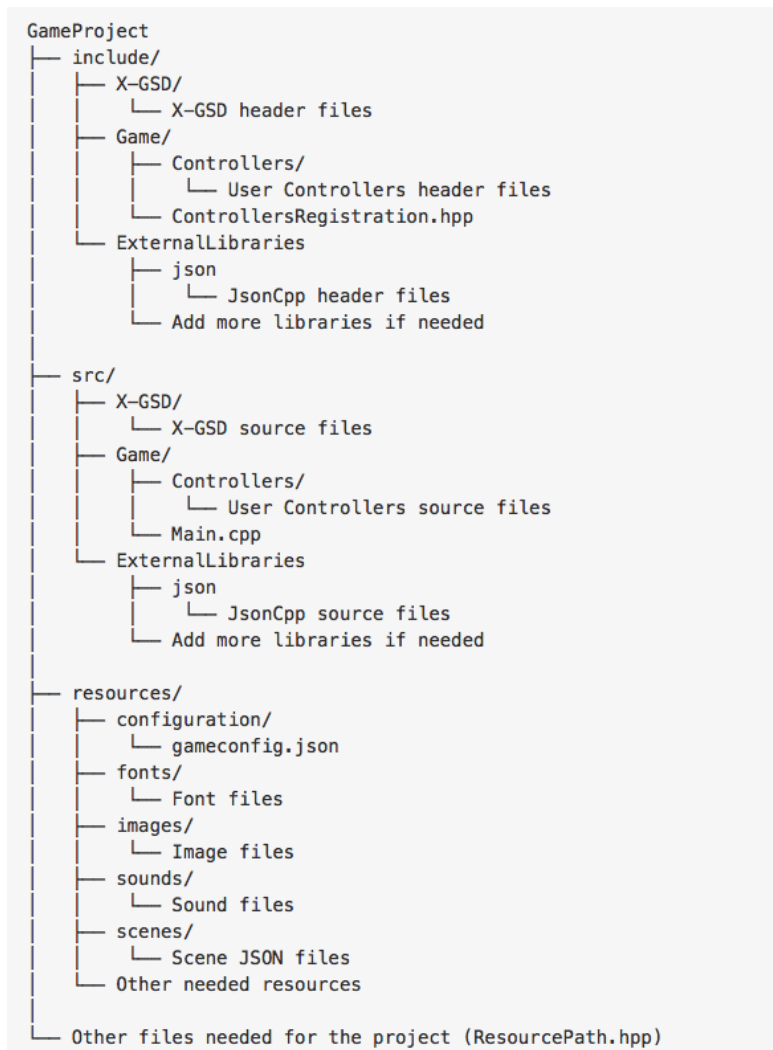 GameProject
├── include/
│   ├── X-GSD/
│   │   └── X-GSD header files
│   ├── Game/
│   │   ├── Controllers/
│   │   │   └── User Controllers header files
│   │   └── ControllersRegistration.hpp
│   └── ExternalLibraries
│       ├── json
│       │   └── JsonCpp header files
│       └── Add more libraries if needed
│
├── src/
│   ├── X-GSD/
│   │   └── X-GSD source files
│   ├── Game/
│   │   ├── Controllers/
│   │   │   └── User Controllers source files
│   │   └── Main.cpp
│   └── ExternalLibraries
│       ├── json
│       │   └── JsonCpp source files
│       └── Add more libraries if needed
│
├── resources/
│   ├── configuration/
│   │   └── gameconfig.json
│   ├── fonts/
│   │   └── Font files
│   ├── images/
│   │   └── Image files
│   ├── sounds/
│   │   └── Sound files
│   ├── scenes/
│   │   └── Scene JSON files
│   └── Other needed resources
│
└── Other files needed for the project (ResourcePath.hpp)